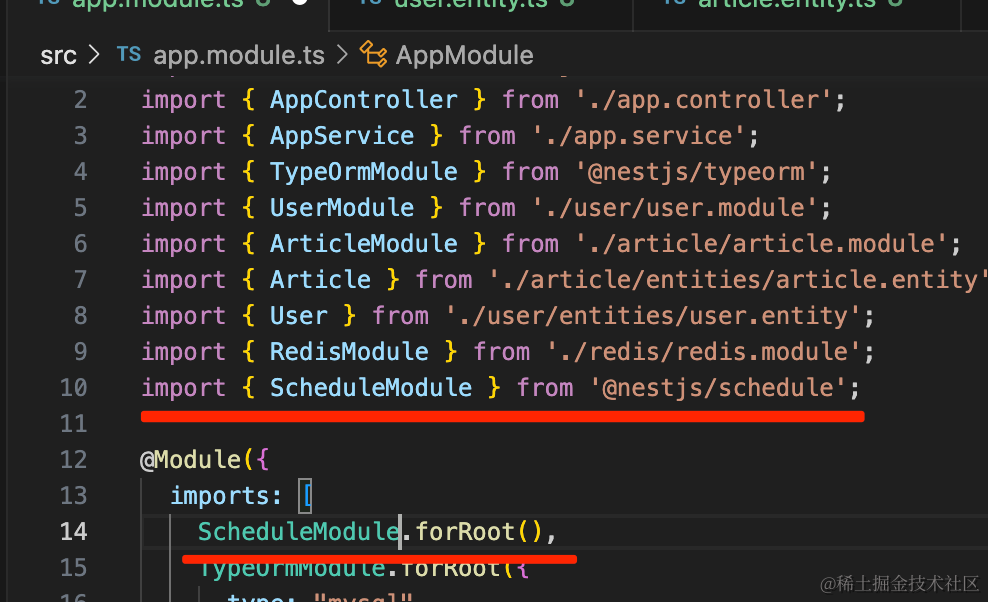 app.module.ts
user.entity.ts
article.entity.ts
src > TS app.module.ts > AppModule
2 import { AppController } from './app.controller';
3 import { AppService } from './app.service';
4 import { TypeOrmModule } from '@nestjs/typeorm';
5 import { UserModule } from './user/user.module';
6 import { ArticleModule } from './article/article.module';
7 import { Article } from './article/entities/article.entity'
8 import { User } from './user/entities/user.entity';
9 import { RedisModule } from './redis/redis.module';
10 import { ScheduleModule } from '@nestjs/schedule';
11
12 @Module({
13 imports: [
14 ScheduleModule.forRoot(),
15 TypeOrmModule.forRoot({
16 type: "mysql"
@稀土掘金技术社区